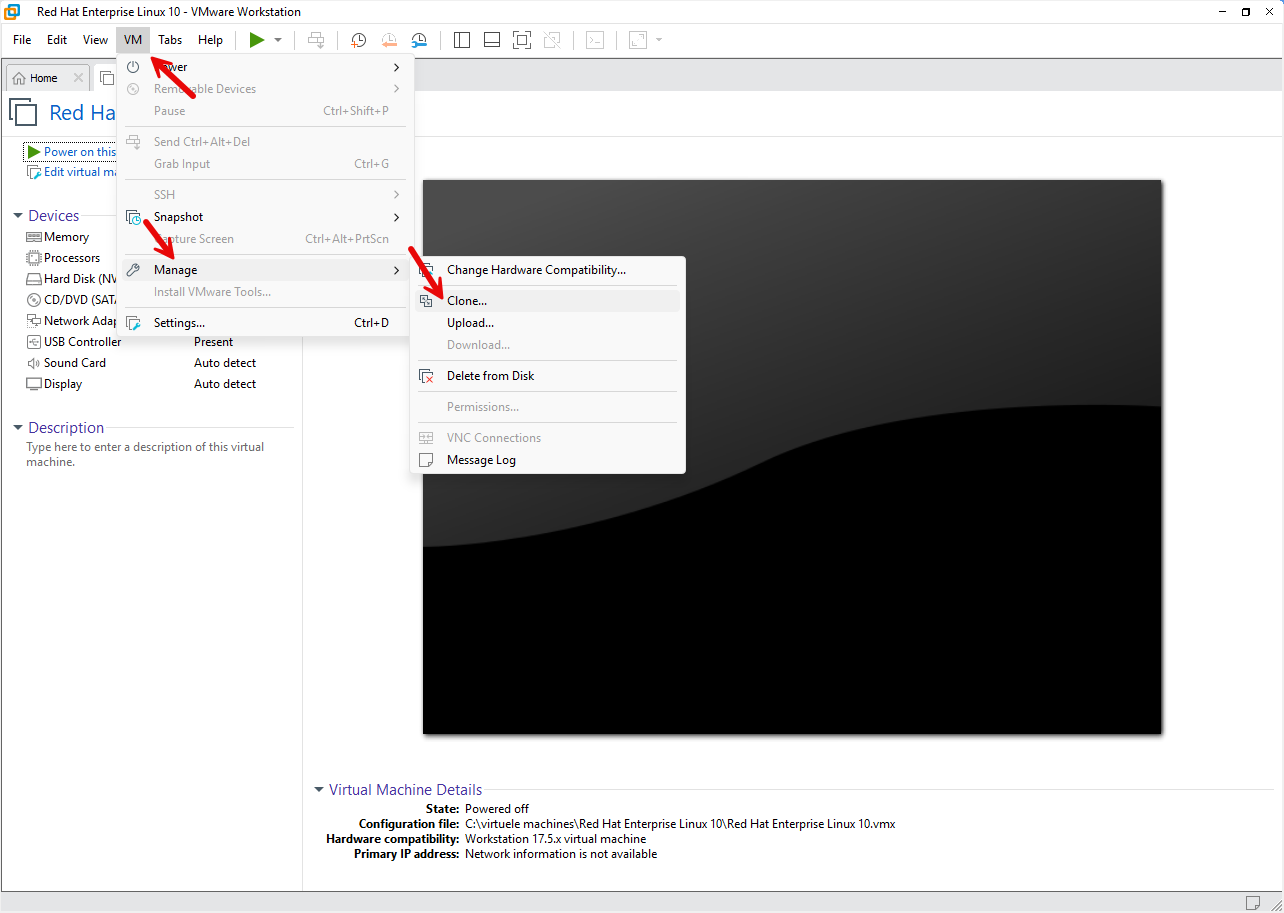 Red Hat Enterprise Linux 10 - VMware Workstation
File Edit View VM Tabs Help
Home
Red Ha
Power on this
Edit virtual ma
Power
Removable Devices
Pause Ctrl+Shift+P
Send Ctrl+Alt+Del
Grab Input Ctrl+G
SSH
Snapshot
Capture Screen Ctrl+Alt+PrtScn
Manage
Install VMware Tools...
Settings... Ctrl+D
Change Hardware Compatibility...
Clone...
Upload...
Download...
Delete from Disk
Permissions...
VNC Connections
Message Log
Devices
Memory
Processors
Hard Disk (NV
CD/DVD (SATA
Network Adap
USB Controller Present
Sound Card Auto detect
Display Auto detect
Description
Type here to enter a description of this virtual
machine.
Virtual Machine Details
State: Powered off
Configuration file: C:\virtuele machines\Red Hat Enterprise Linux 10\Red Hat Enterprise Linux 10.vmx
Hardware compatibility: Workstation 17.5.x virtual machine
Primary IP address: Network information is not available